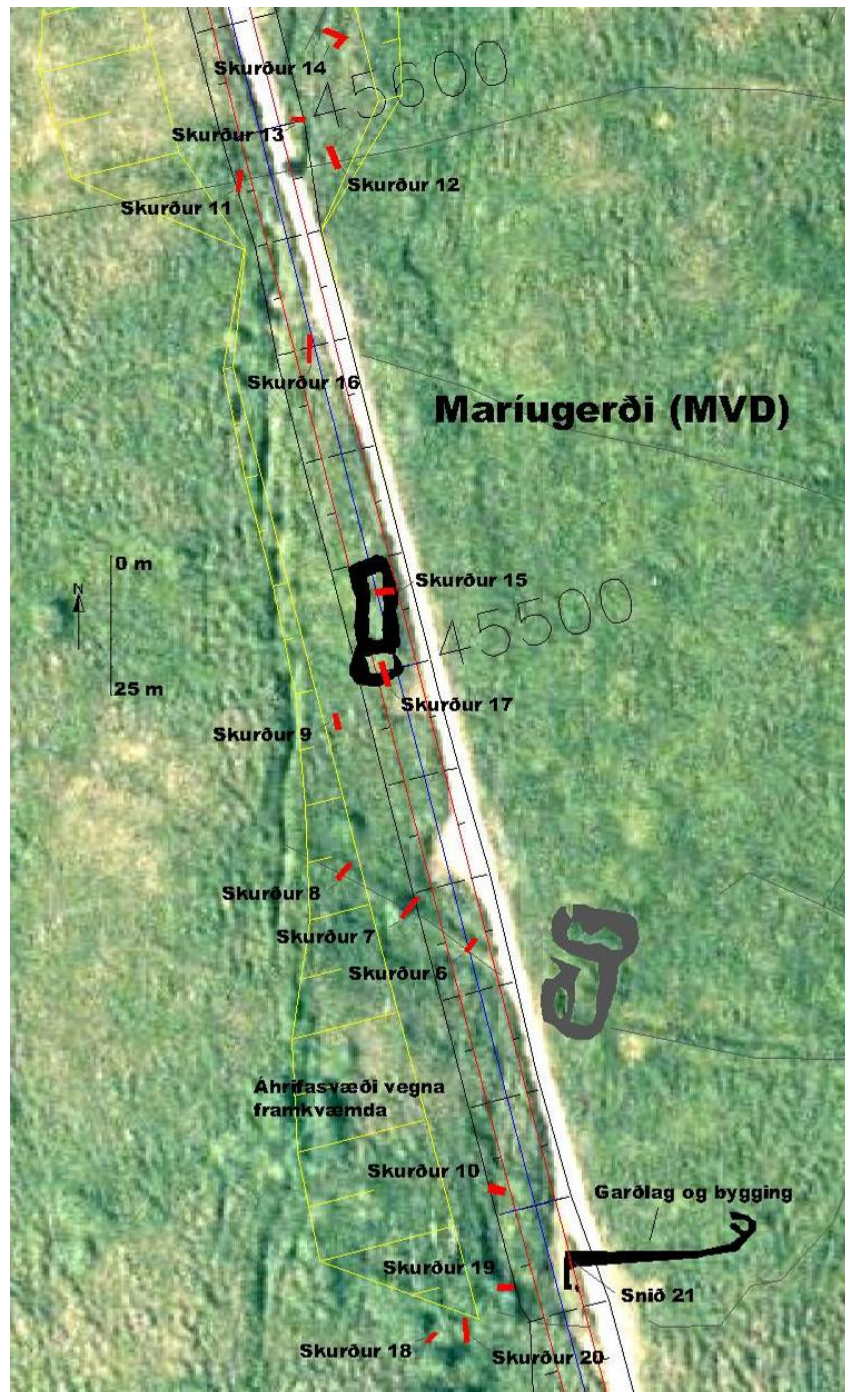 Skurður 14
45600
Skurður 13
Skurður 12
Skurður 11
Skurður 16
Maríugerði (MVD)
0 m
Skurður 15
N
45500
25 m
Skurður 17
Skurður 9
Skurður 8
Skurður 7
Skurður 6
Áhrifasvæði vegna
framkvæmda
Skurður 10
Garðlag og bygging
Skurður 19
Snið 21
Skurður 18
Skurður 20